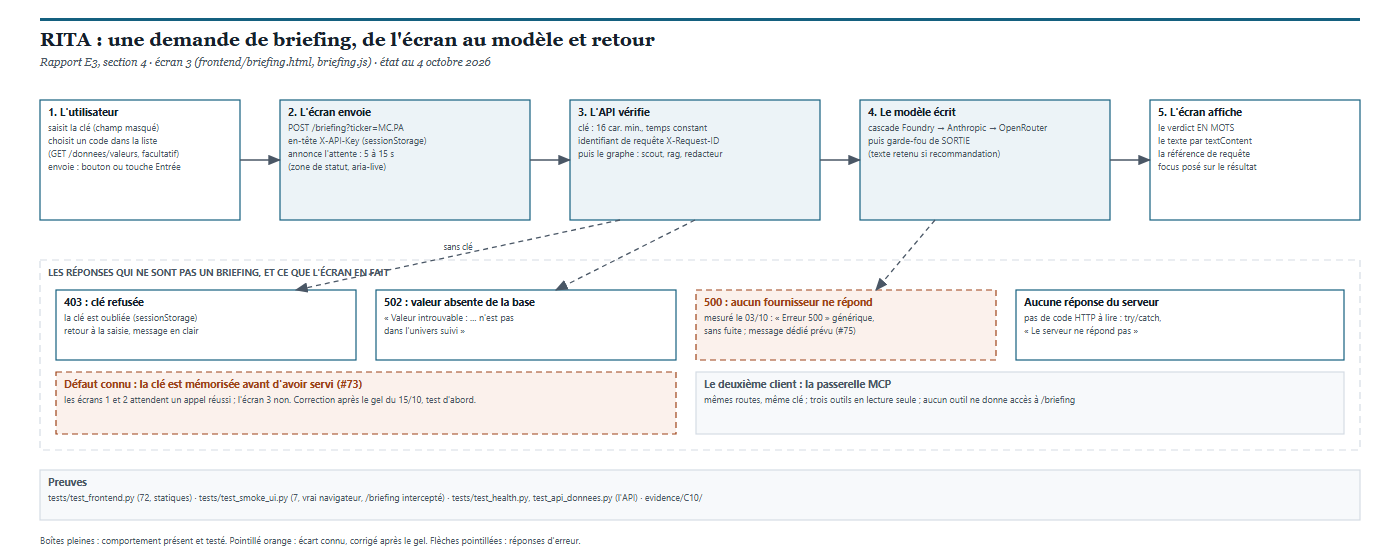 RITA : une demande de briefing, de l'écran au modèle et retour
Rapport E3, section 4 · écran 3 (frontend/briefing.html, briefing.js) · état au 4 octobre 2026
1. L'utilisateur
saisit la clé (champ masqué)
choisit un code dans la liste
(GET /donnees/valeurs, facultatif)
envoie : bouton ou touche Entrée
2. L'écran envoie
POST /briefing?ticker=MC.PA
en-tête X-API-Key (sessionStorage)
annonce l'attente : 5 à 15 s
(zone de statut, aria-live)
3. L'API vérifie
clé : 16 car. min., temps constant
identifiant de requête X-Request-ID
puis le graphe : scout, rag, redacteur
4. Le modèle écrit
cascade Foundry → Anthropic → OpenRouter
puis garde-fou de SORTIE
(texte retenu si recommandation)
5. L'écran affiche
le verdict EN MOTS
le texte par textContent
la référence de requête
focus posé sur le résultat
sans clé
LES RÉPONSES QUI NE SONT PAS UN BRIEFING, ET CE QUE L'ÉCRAN EN FAIT
403 : clé refusée
la clé est oubliée (sessionStorage)
retour à la saisie, message en clair
502 : valeur absente de la base
« Valeur introuvable : ... n'est pas
dans l'univers suivi »
500 : aucun fournisseur ne répond
mesuré le 03/10 : « Erreur 500 » générique,
sans fuite ; message dédié prévu (#75)
Aucune réponse du serveur
pas de code HTTP à lire : try/catch,
« Le serveur ne répond pas »
Défaut connu : la clé est mémorisée avant d'avoir servi (#73)
les écrans 1 et 2 attendent un appel réussi ; l'écran 3 non. Correction après le gel du 15/10, test d'abord.
Le deuxième client : la passerelle MCP
mêmes routes, même clé ; trois outils en lecture seule ; aucun outil ne donne accès à /briefing
Preuves
tests/test_frontend.py (72, statiques) · tests/test_smoke_ui.py (7, vrai navigateur, /briefing intercepté) · tests/test_health.py, test_api_donnees.py (l'API) · evidence/C10/
Boîtes pleines : comportement présent et testé. Pointillé orange : écart connu, corrigé après le gel. Flèches pointillées : réponses d'erreur.